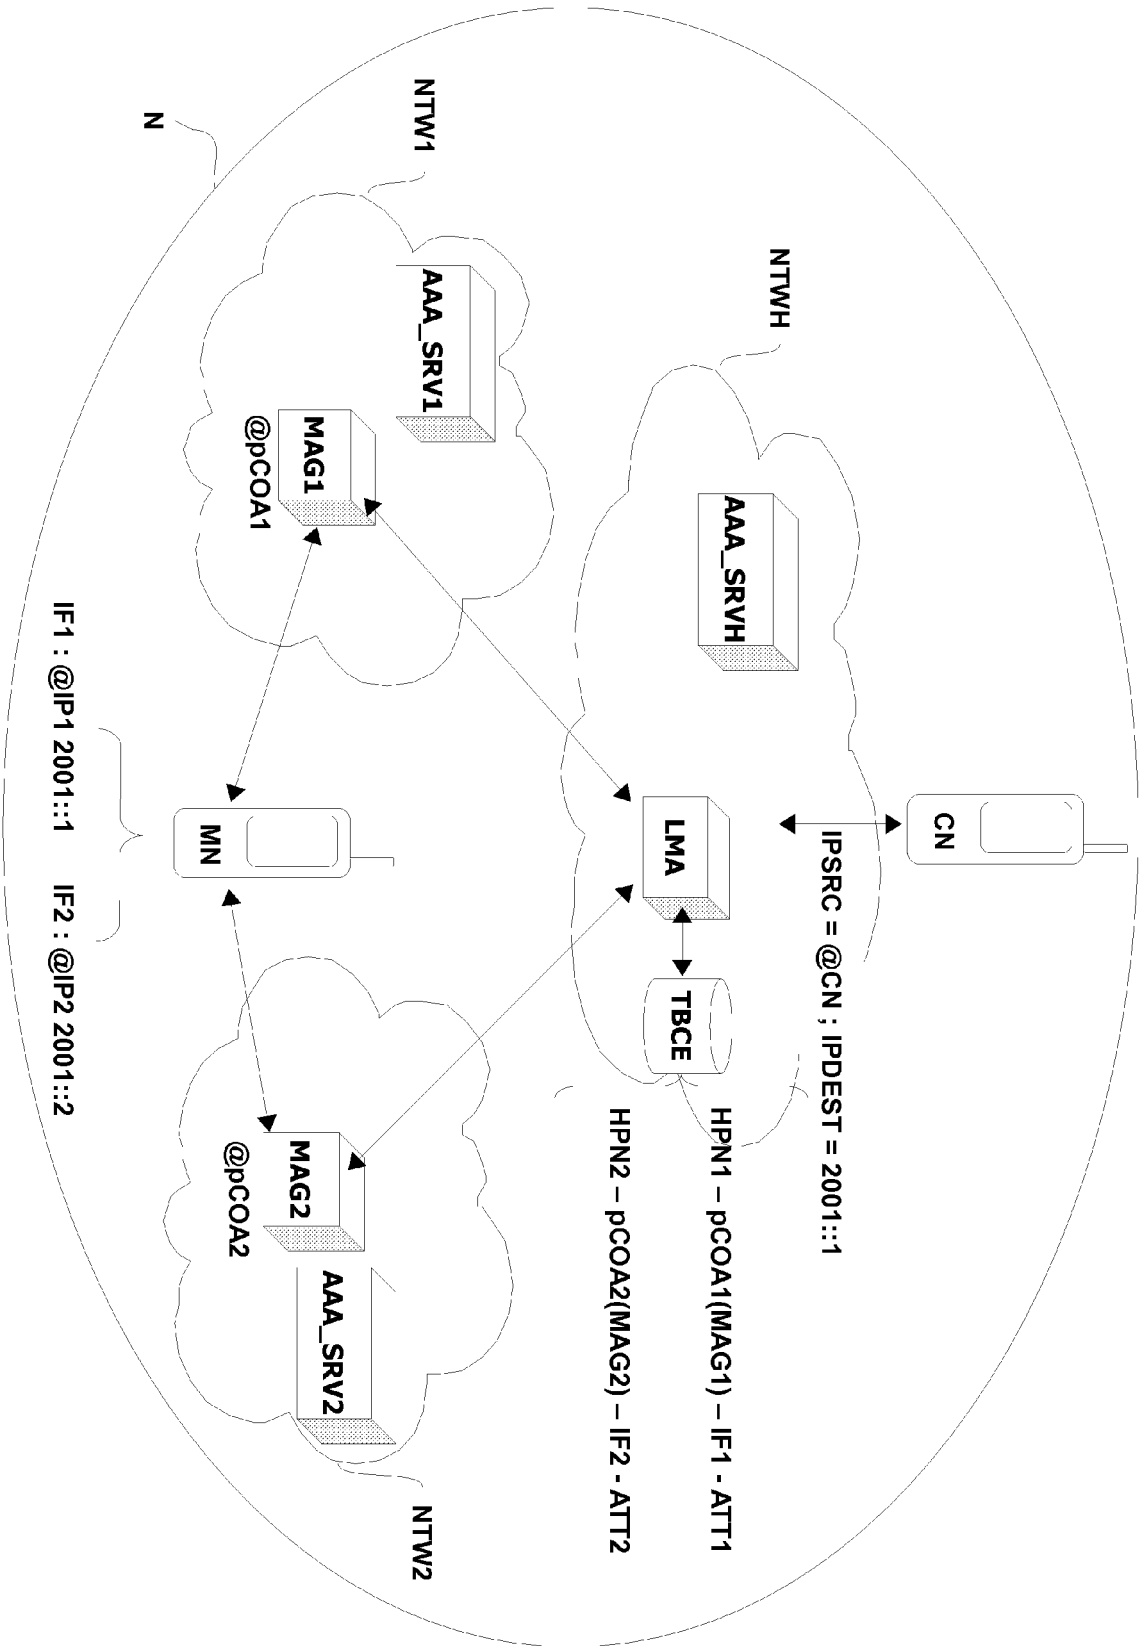 CN
IPSRC = @CN ; IPDEST = 2001::1
NTWH
AAA_SRVH
LMA
TBCE
HPN1 – pCOA1(MAG1) – IF1 - ATT1
HPN2 – pCOA2(MAG2) – IF2 - ATT2
NTW1
AAA_SRV1
MAG1
@pCOA1
NTW2
MAG2
@pCOA2
AAA_SRV2
MN
N
IF1 : @IP1 2001::1
IF2 : @IP2 2001::2